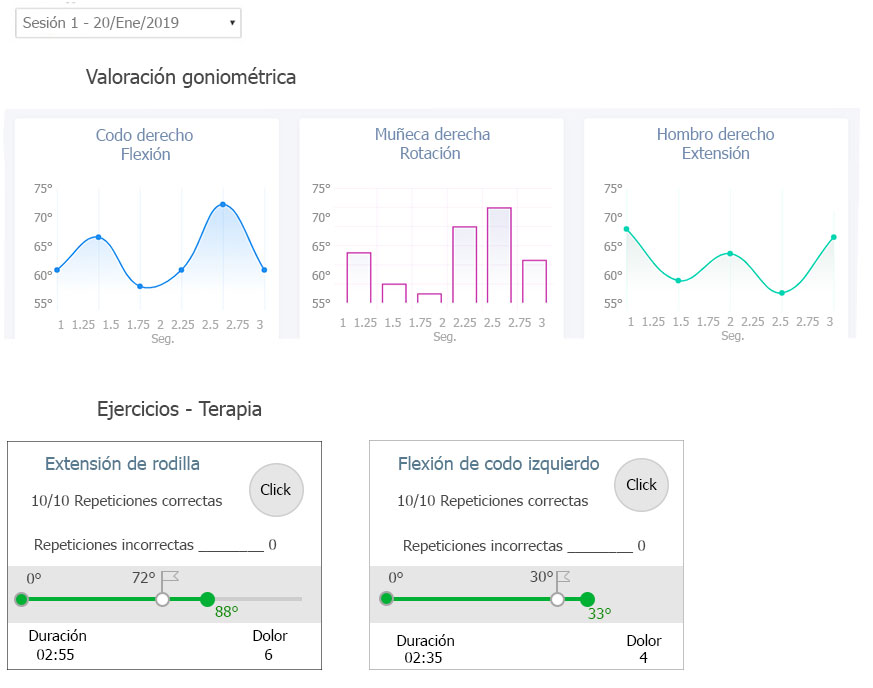 Sesión 1 - 20/Ene/2019
Valoración goniométrica
Codo derecho
Flexión
75°
70°
65°
60°
55°
1 1.25 1.5 1.75 2 2.25 2.5 2.75 3
Seg.
Muñeca derecha
Rotación
75°
70°
65°
60°
55°
1 1.25 1.5 1.75 2 2.25 2.5 2.75 3
Seg.
Hombro derecho
Extensión
75°
70°
65°
60°
55°
1 1.25 1.5 1.75 2 2.25 2.5 2.75 3
Seg.
Ejercicios - Terapia
Extensión de rodilla
Click
10/10 Repeticiones correctas
Repeticiones incorrectas ________ 0
0° 72°
88°
Duración Dolor
02:55 6
Flexión de codo izquierdo
Click
10/10 Repeticiones correctas
Repeticiones incorrectas ________ 0
0° 30°
33°
Duración Dolor
02:35 4